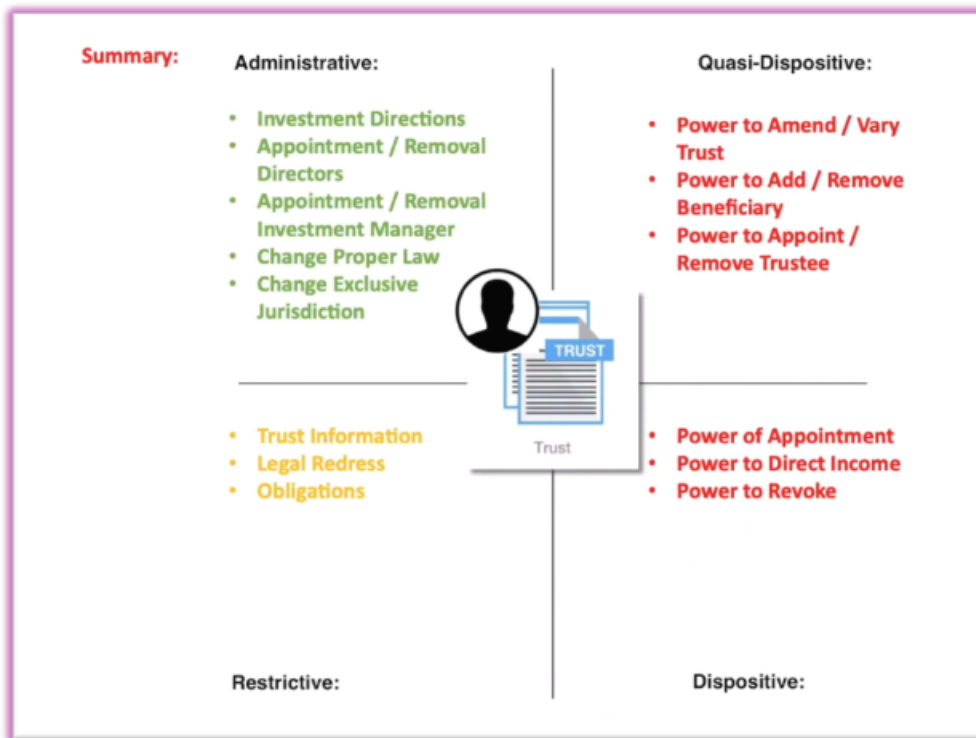 Summary:
Administrative:
• Investment Directions
• Appointment / Removal
Directors
• Appointment / Removal
Investment Manager
• Change Proper Law
• Change Exclusive
Jurisdiction
Quasi-Dispositive:
• Power to Amend / Vary
Trust
• Power to Add / Remove
Beneficiary
• Power to Appoint /
Remove Trustee
TRUST
Trust
• Trust Information
• Legal Redress
• Obligations
Restrictive:
• Power of Appointment
• Power to Direct Income
• Power to Revoke
Dispositive: